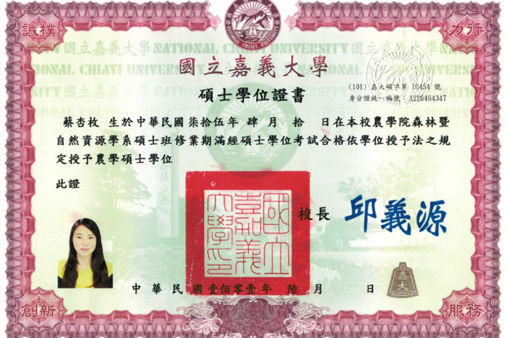 誠樸
力行
國立嘉義大學 NATIONAL CHIAYI UNIVERSITY 國立嘉義大學
國立嘉義大學
碩士學位證書
(101) 嘉大碩字第 10454 號
身分證統一編號：A226464347
蔡杏枚 生於中華民國柒拾伍年 肆 月 拾 日在本校農學院森林暨
自然資源學系碩士班修業期滿經碩士學位考試合格依學位授予法之規
定授予農學碩士學位
此證
國立嘉義大學印
校長 邱義源
中華民國壹佰零壹年 陸 月 日
創新
服務